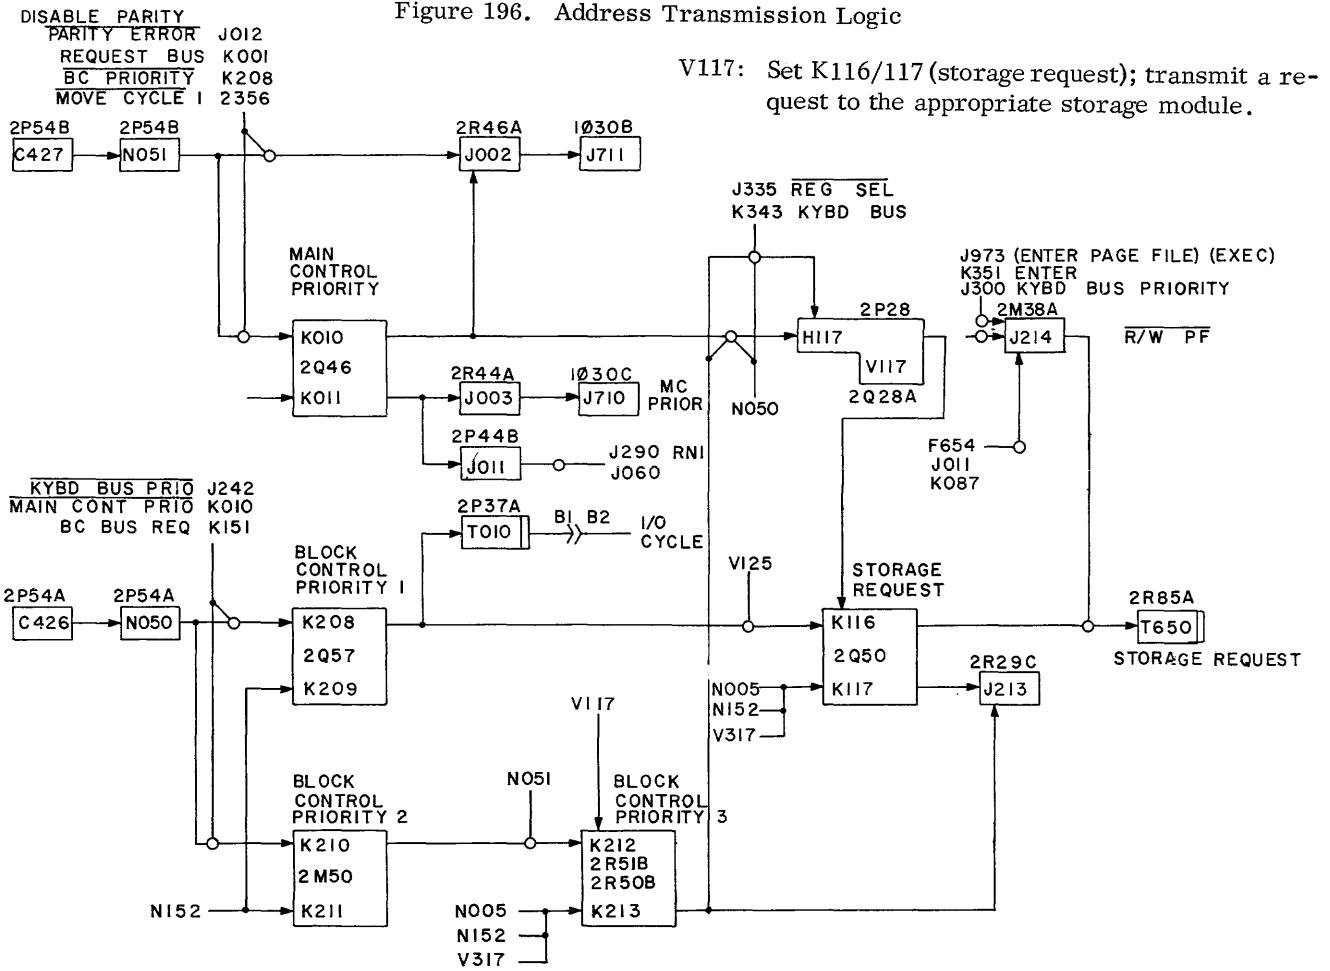 Figure 196. Address Transmission Logic
V117: Set K116/117 (storage request); transmit a re-
quest to the appropriate storage module.
DISABLE PARITY
PARITY ERROR J012
REQUEST BUS K001
BC PRIORITY K208
MOVE CYCLE I 2356
2P54B
C427
2P54B
N051
2R46A
J002
1Ø30B
J711
J335 REG SEL
K343 KYBD BUS
MAIN
CONTROL
PRIORITY
K010
2Q46
K011
2R44A
J003
1Ø30C
J710
MC
PRIOR
2P44B
J011
J290 RNI
J060
N050
2P28
H117
V117
2Q28A
J973 (ENTER PAGE FILE) (EXEC)
K351 ENTER
J300 KYBD BUS PRIORITY
2M38A
J214
R/W PF
F654
J011
K087
KYBD BUS PRIO J242
MAIN CONT PRIO K010
BC BUS REQ K151
2P54A
C426
2P54A
N050
BLOCK
CONTROL
PRIORITY 1
K208
2Q57
K209
2P37A
T010
B1 B2
I/O
CYCLE
V125
STORAGE
REQUEST
K116
2Q50
K117
N005
N152
V317
2R85A
T650
STORAGE REQUEST
2R29C
J213
V117
N051
BLOCK
CONTROL
PRIORITY 2
K210
2M50
K211
N152
BLOCK
CONTROL
PRIORITY 3
K212
2R51B
2R50B
K213
N005
N152
V317